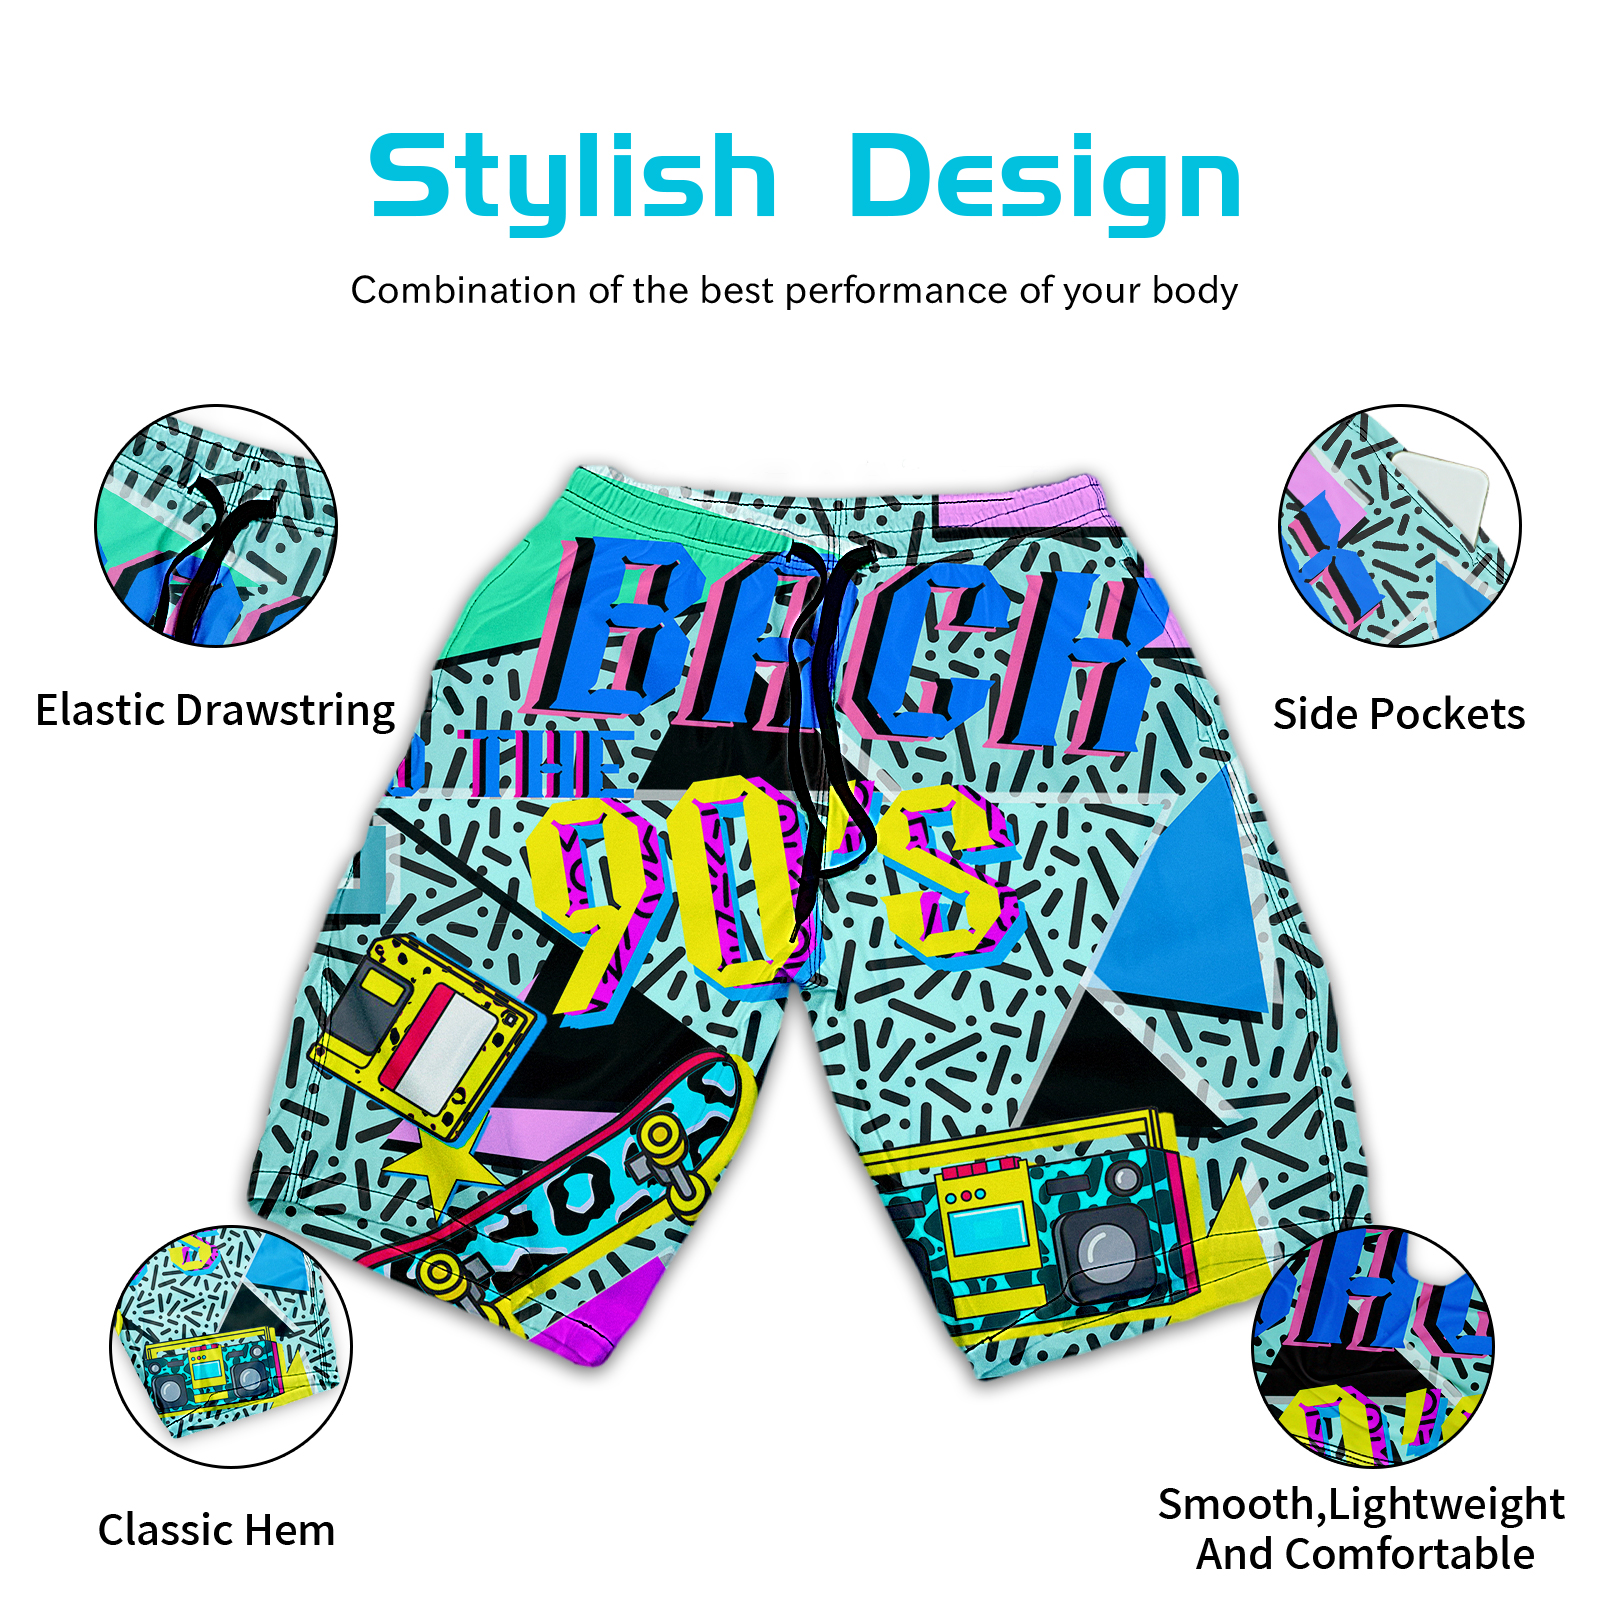 Stylish Design
Combination of the best performance of your body
BACK
THE
90'S
Elastic Drawstring
Side Pockets
Classic Hem
Smooth,Lightweight
And Comfortable